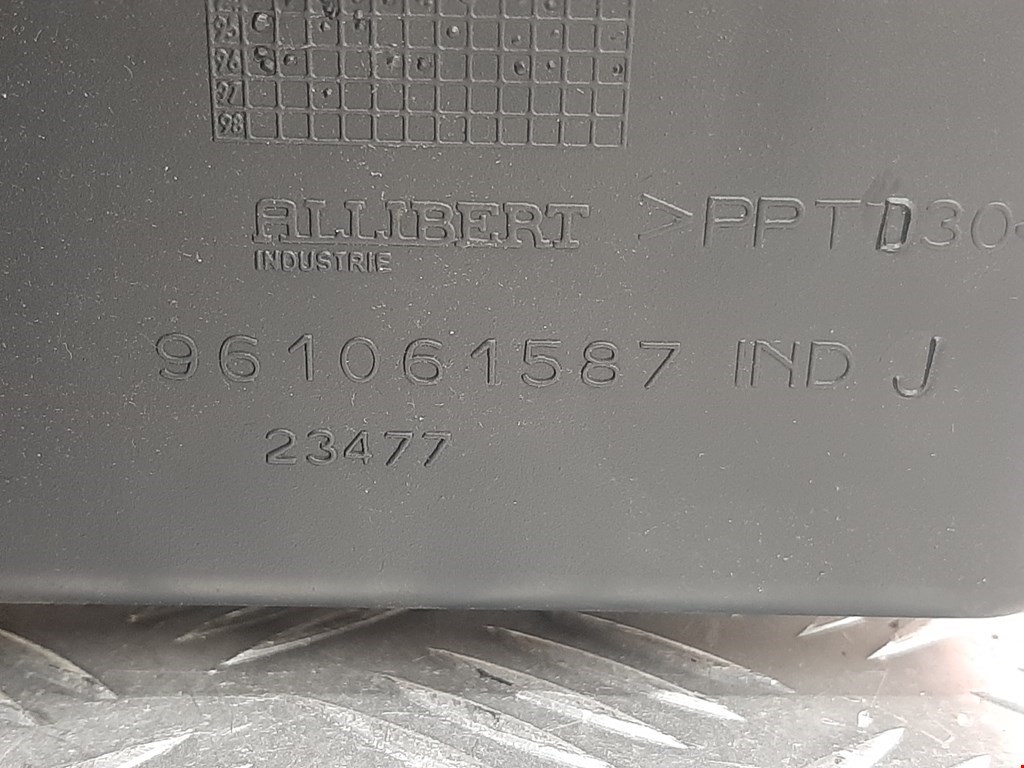 95
96
97
98
ALLIBERT >PPTD30<
INDUSTRIE
961061587 IND J
23477